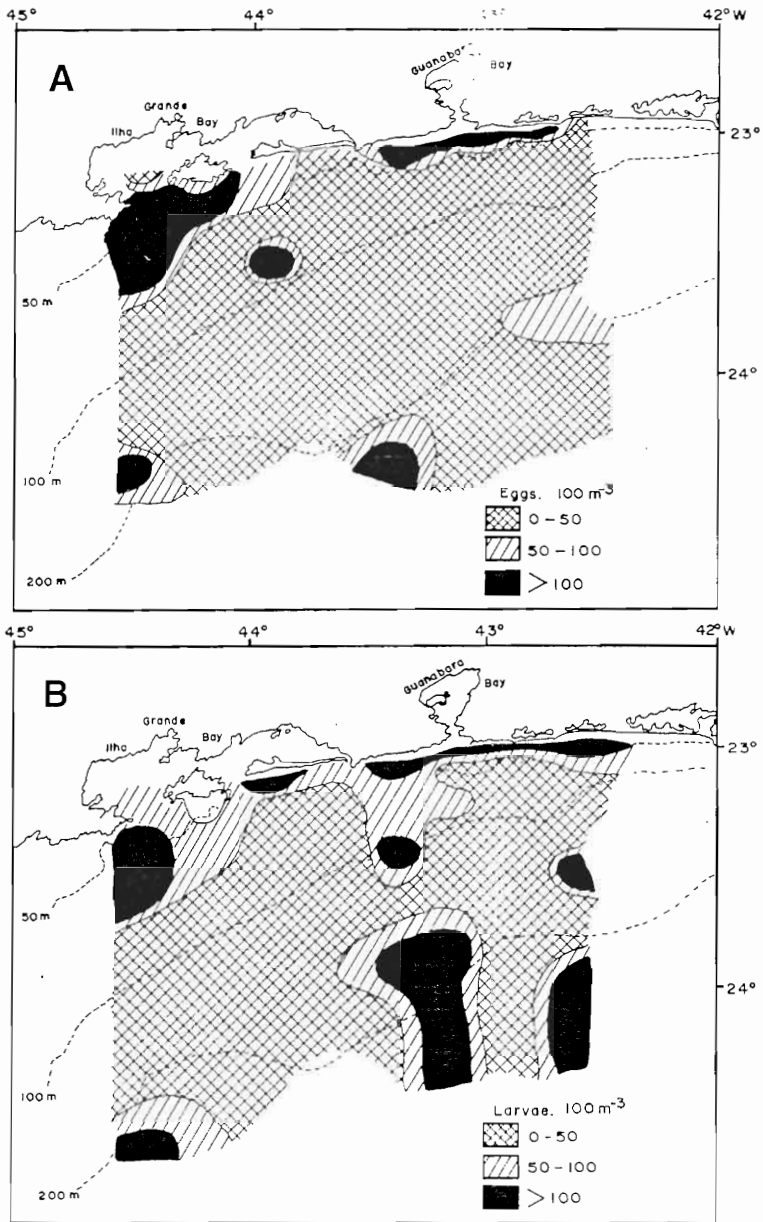 45° 44° 42°W
A
Guanabara Bay
Grande
Ilha Bay
23°
50 m
24°
100 m
200 m
Eggs. 100 m⁻³
0-50
50-100
>100
45° 44° 43° 42°W
B
Guanabara Bay
Grande
Ilha Bay
23°
50 m
24°
100 m
200 m
Larvae. 100 m⁻³
0-50
50-100
>100